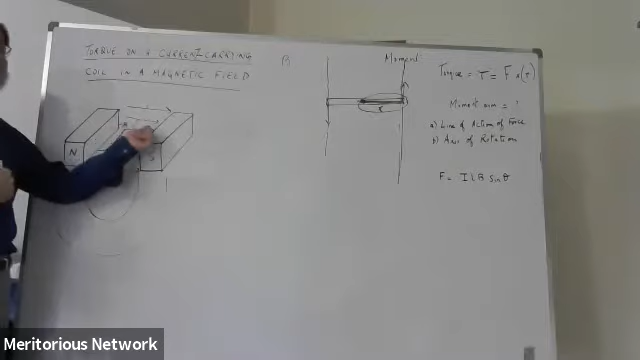 TORQUE ON A CURRENT CARRYING
COIL IN A MAGNETIC FIELD
B
Moment
Torque = τ = F x(r)
Moment arm = ?
a) Line of Action of Force
b) Axis of Rotation
F = I l B sin θ
N
S
r
Meritorious Network